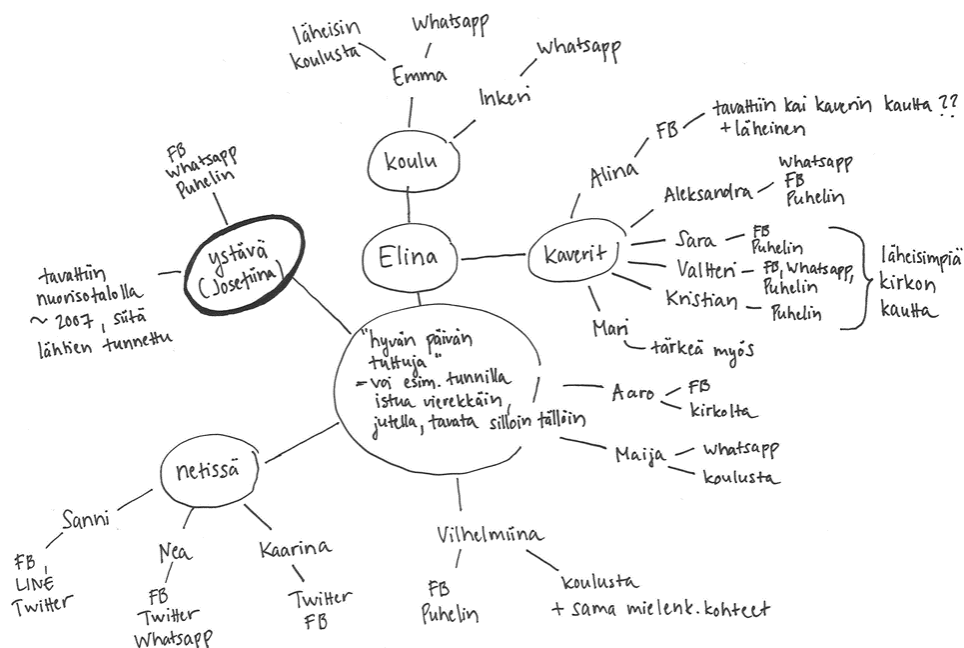 läheisin
koulusta
Whatsapp
Emma
Whatsapp
Inkeri
koulu
Elina
FB
Whatsapp
Puhelin
ystävä
(Josefiina)
tavattiin
nuorisotalolla
~ 2007, siitä
lähtien tunnettu
kaverit
Alina
FB
tavattiin kai kaverin kautta ??
+ läheinen
Aleksandra
Whatsapp
FB
Puhelin
Sara
FB
Puhelin
Valtteri
FB, Whatsapp,
Puhelin
Kristian
Puhelin
läheisimpiä
kirkon
kautta
Mari
tärkeä myös
"hyvän päivän
tuttuja"
= voi esim. tunnilla
istua vierekkäin,
jutella, tavata silloin tällöin
Aaro
FB
kirkolta
Maija
Whatsapp
koulusta
Vilhelmiina
FB
Puhelin
koulusta
+ sama mielenk.kohteet
netissä
Sanni
FB,
LINE
Twitter
Nea
FB
Twitter
Whatsapp
Kaarina
Twitter
FB